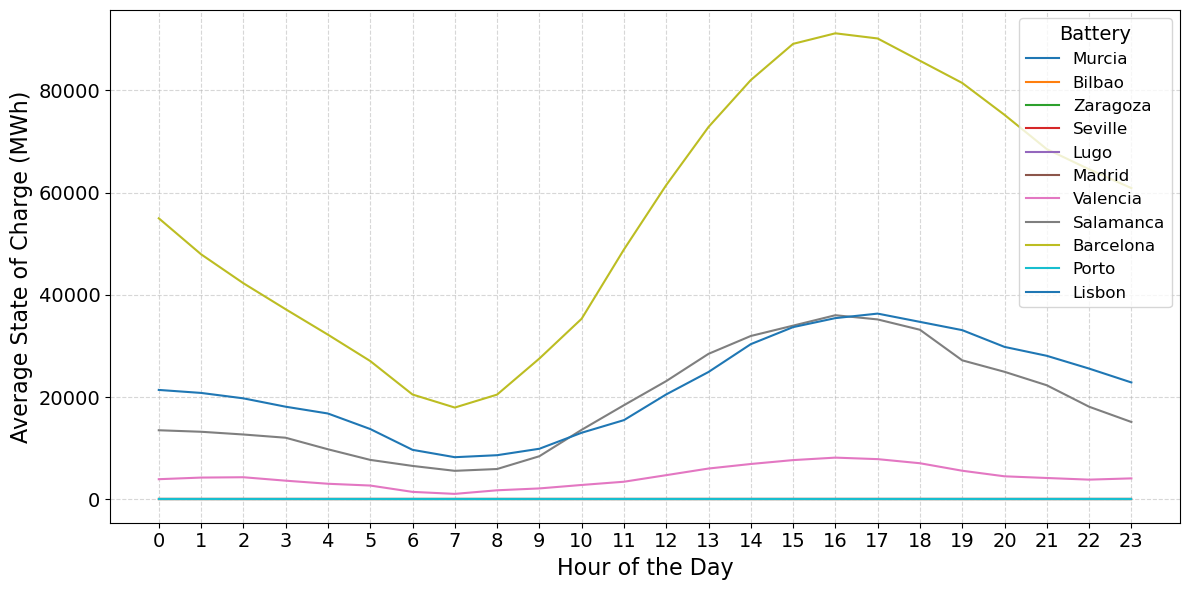 Average State of Charge (MWh)
80000
60000
40000
20000
0
0 1 2 3 4 5 6 7 8 9 10 11 12 13 14 15 16 17 18 19 20 21 22 23
Hour of the Day
Battery
Murcia
Bilbao
Zaragoza
Seville
Lugo
Madrid
Valencia
Salamanca
Barcelona
Porto
Lisbon